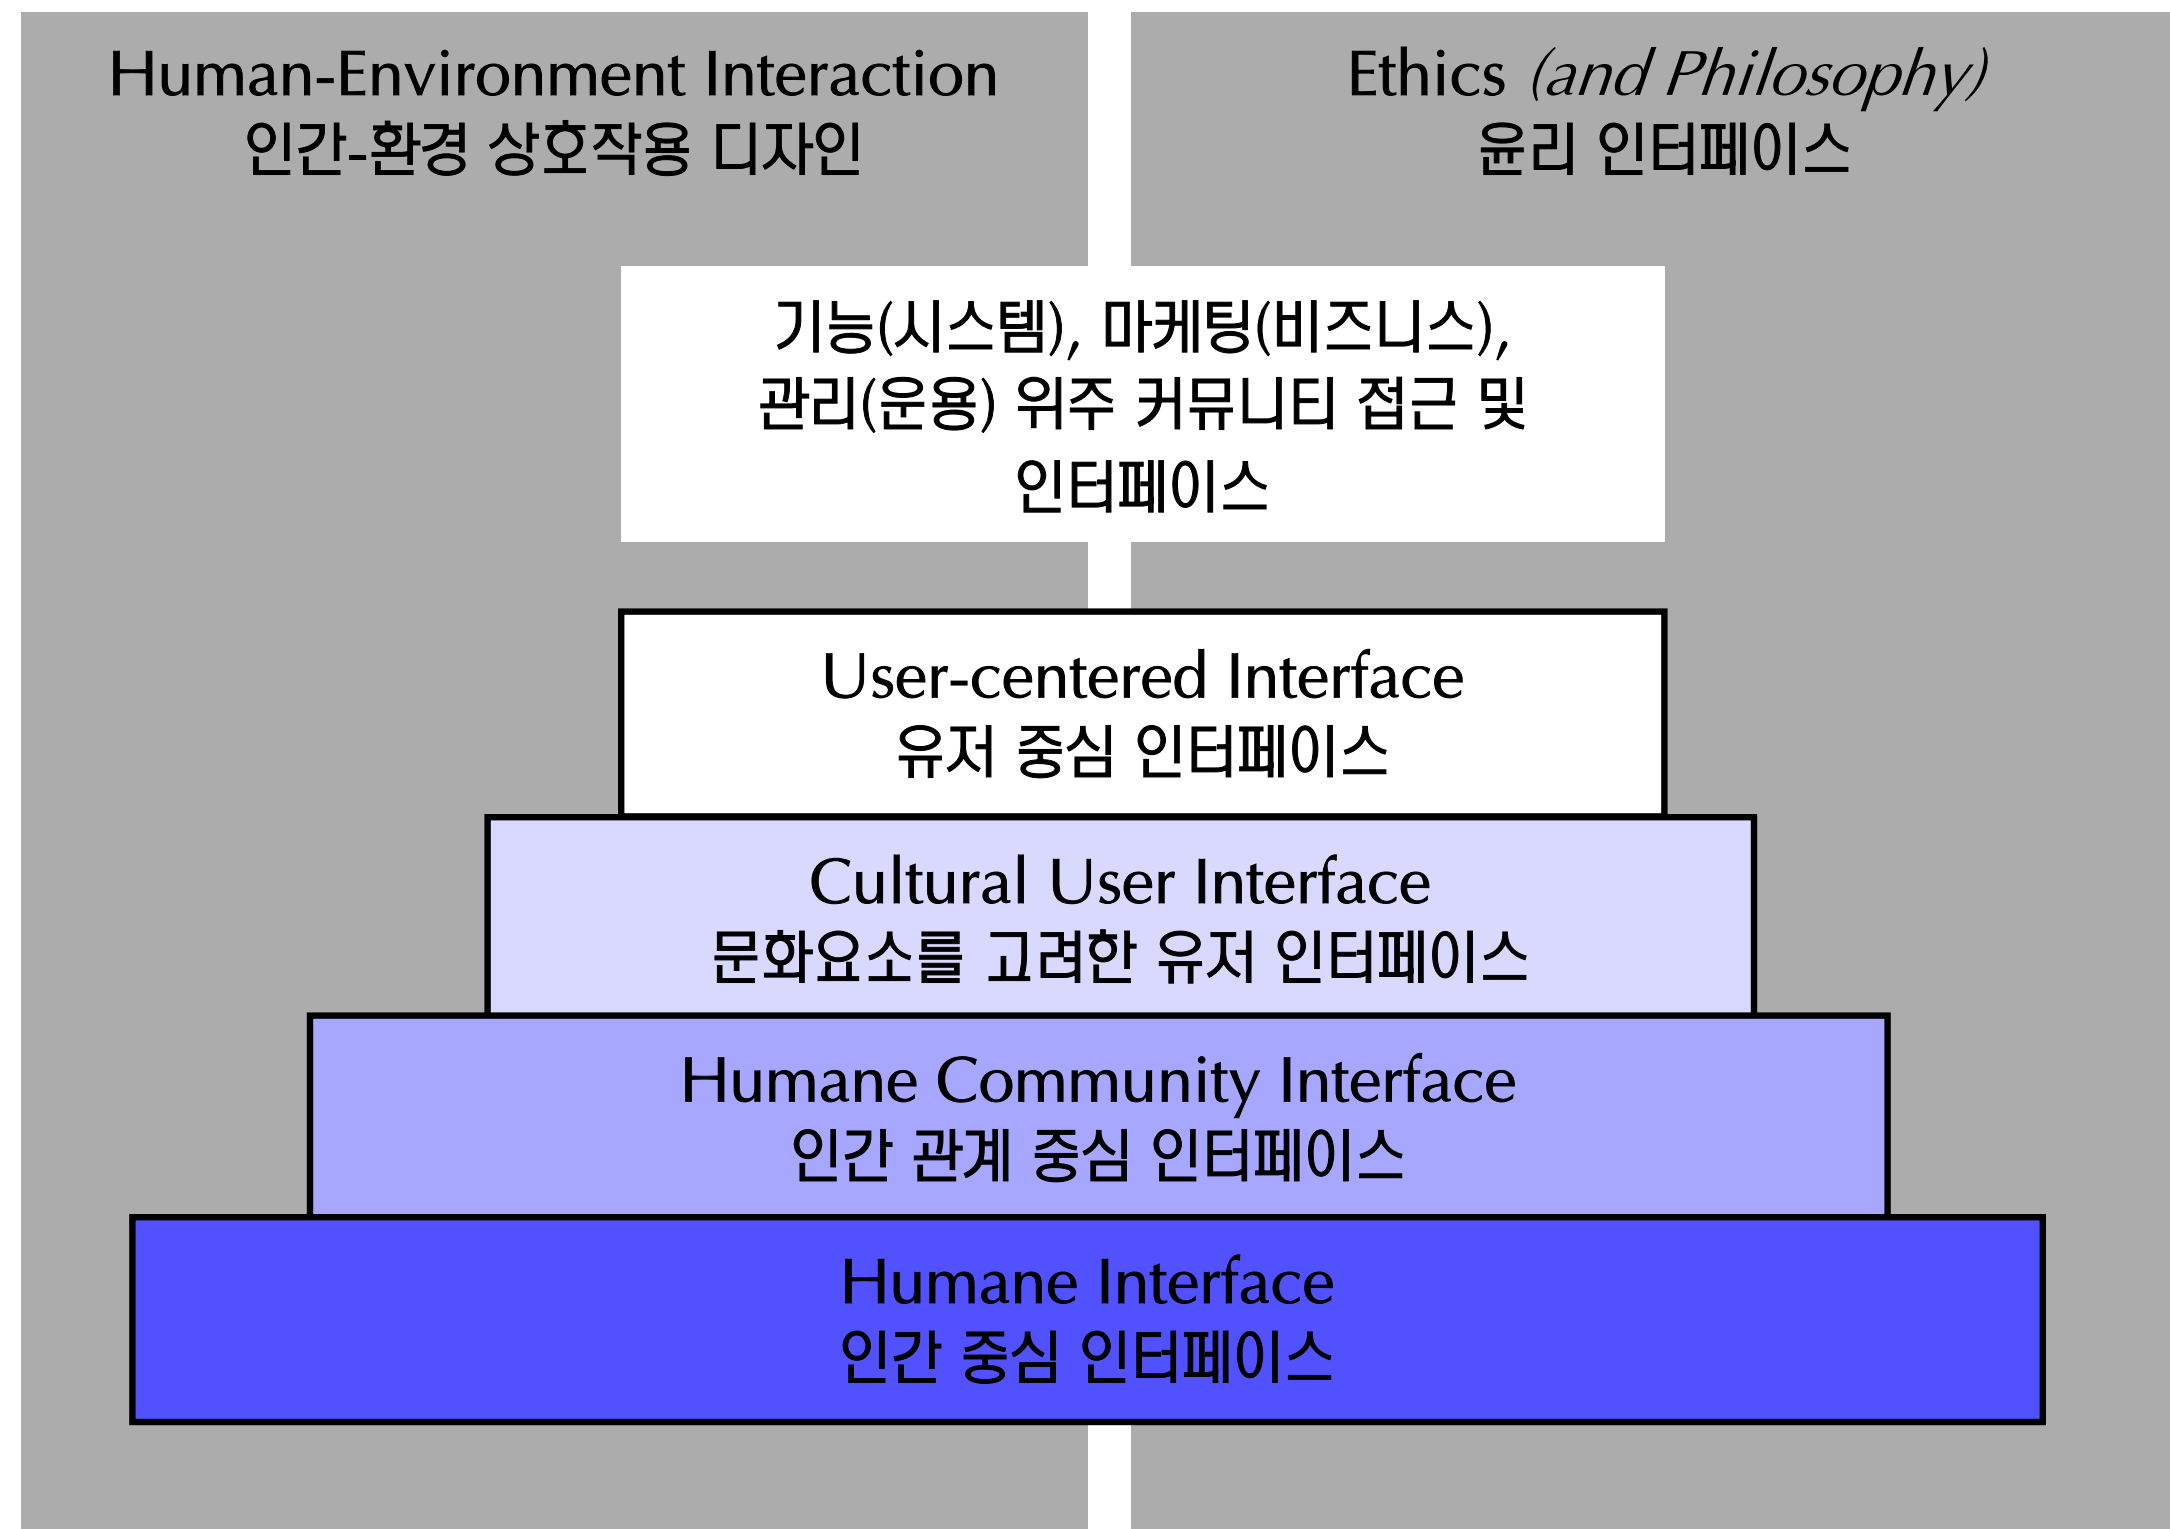 Human-Environment Interaction
인간-환경 상호작용 디자인
Ethics (and Philosophy)
윤리 인터페이스
기능(시스템), 마케팅(비즈니스),
관리(운용) 위주 커뮤니티 접근 및
인터페이스
User-centered Interface
유저 중심 인터페이스
Cultural User Interface
문화요소를 고려한 유저 인터페이스
Humane Community Interface
인간 관계 중심 인터페이스
Humane Interface
인간 중심 인터페이스